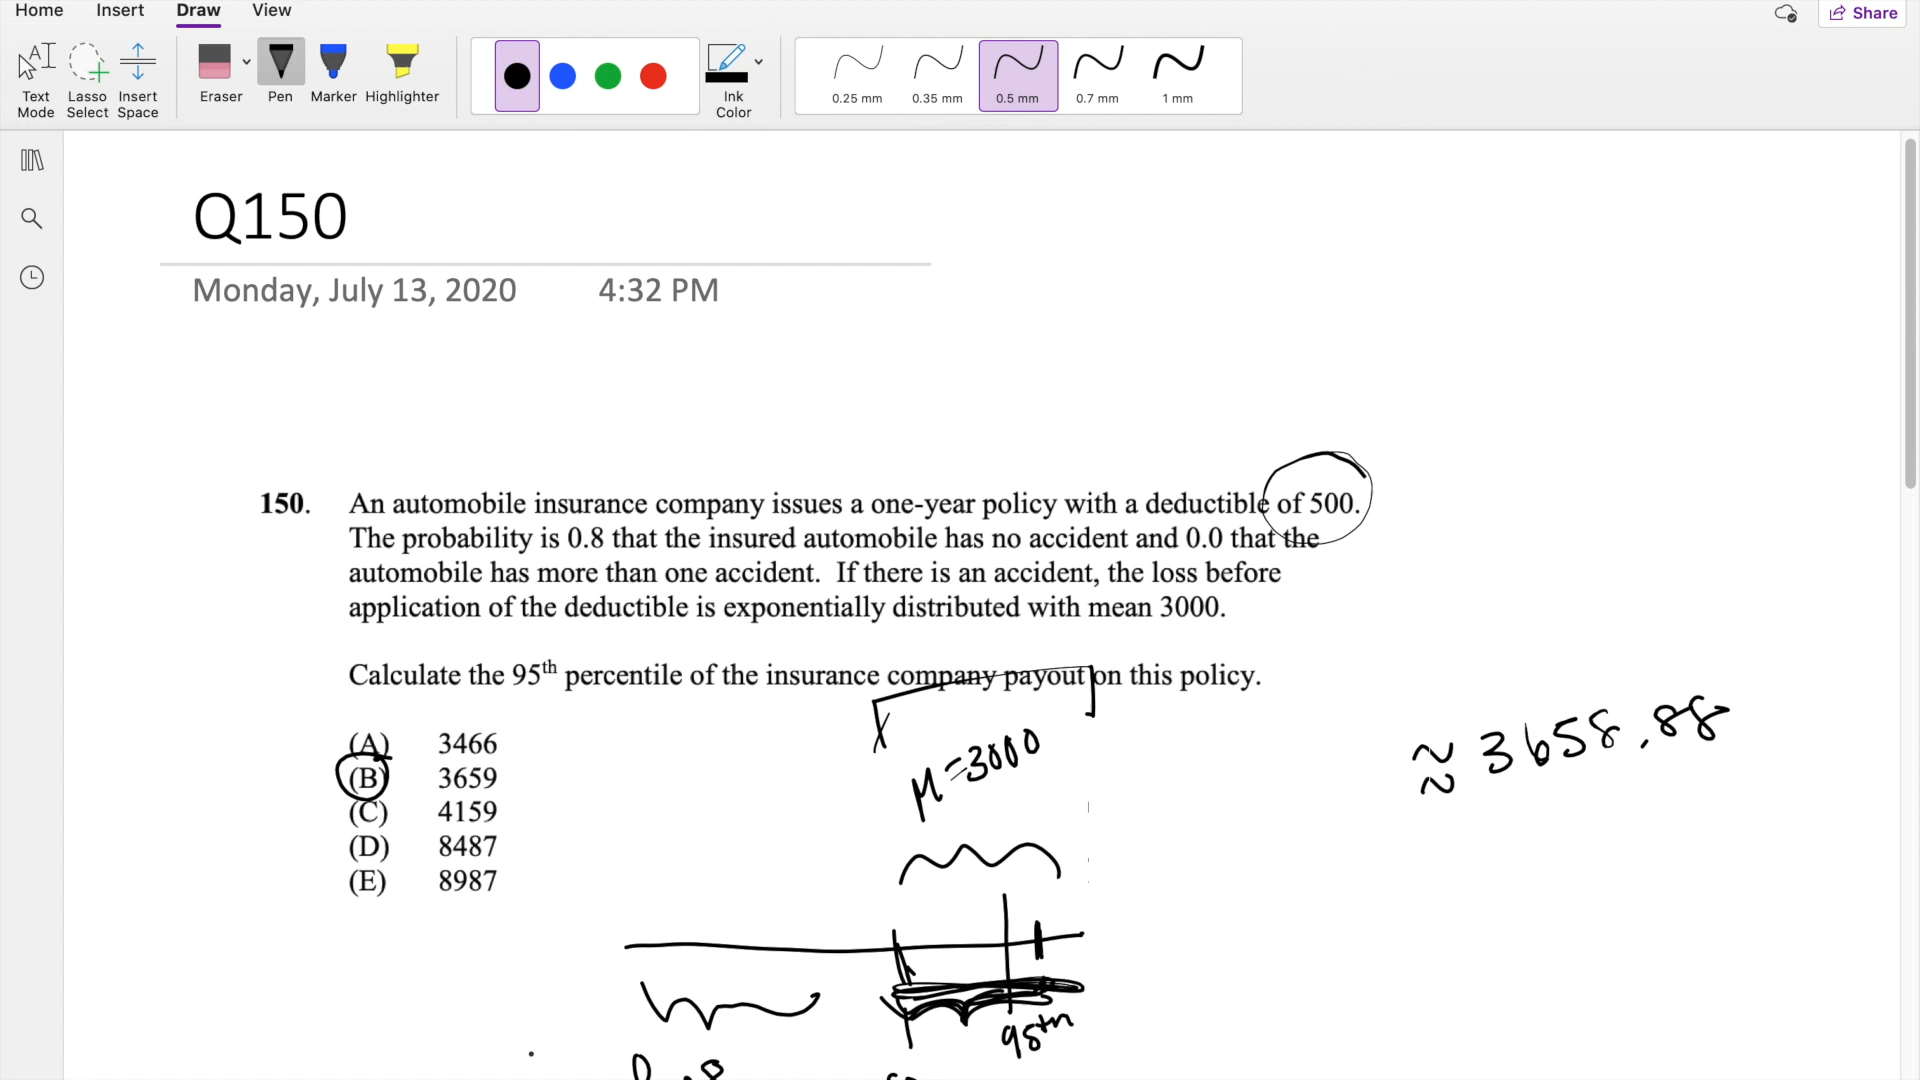 Home Insert Draw View Share
Text Mode Lasso Select Insert Space Eraser Pen Marker Highlighter Ink Color 0.25 mm 0.35 mm 0.5 mm 0.7 mm 1 mm
Q150
Monday, July 13, 2020 4:32 PM
150. An automobile insurance company issues a one-year policy with a deductible of 500.
The probability is 0.8 that the insured automobile has no accident and 0.0 that the
automobile has more than one accident. If there is an accident, the loss before
application of the deductible is exponentially distributed with mean 3000.
Calculate the 95th percentile of the insurance company payout on this policy.
(A) 3466
(B) 3659
(C) 4159
(D) 8487
(E) 8987
μ=3000
≈ 3658.88
95th